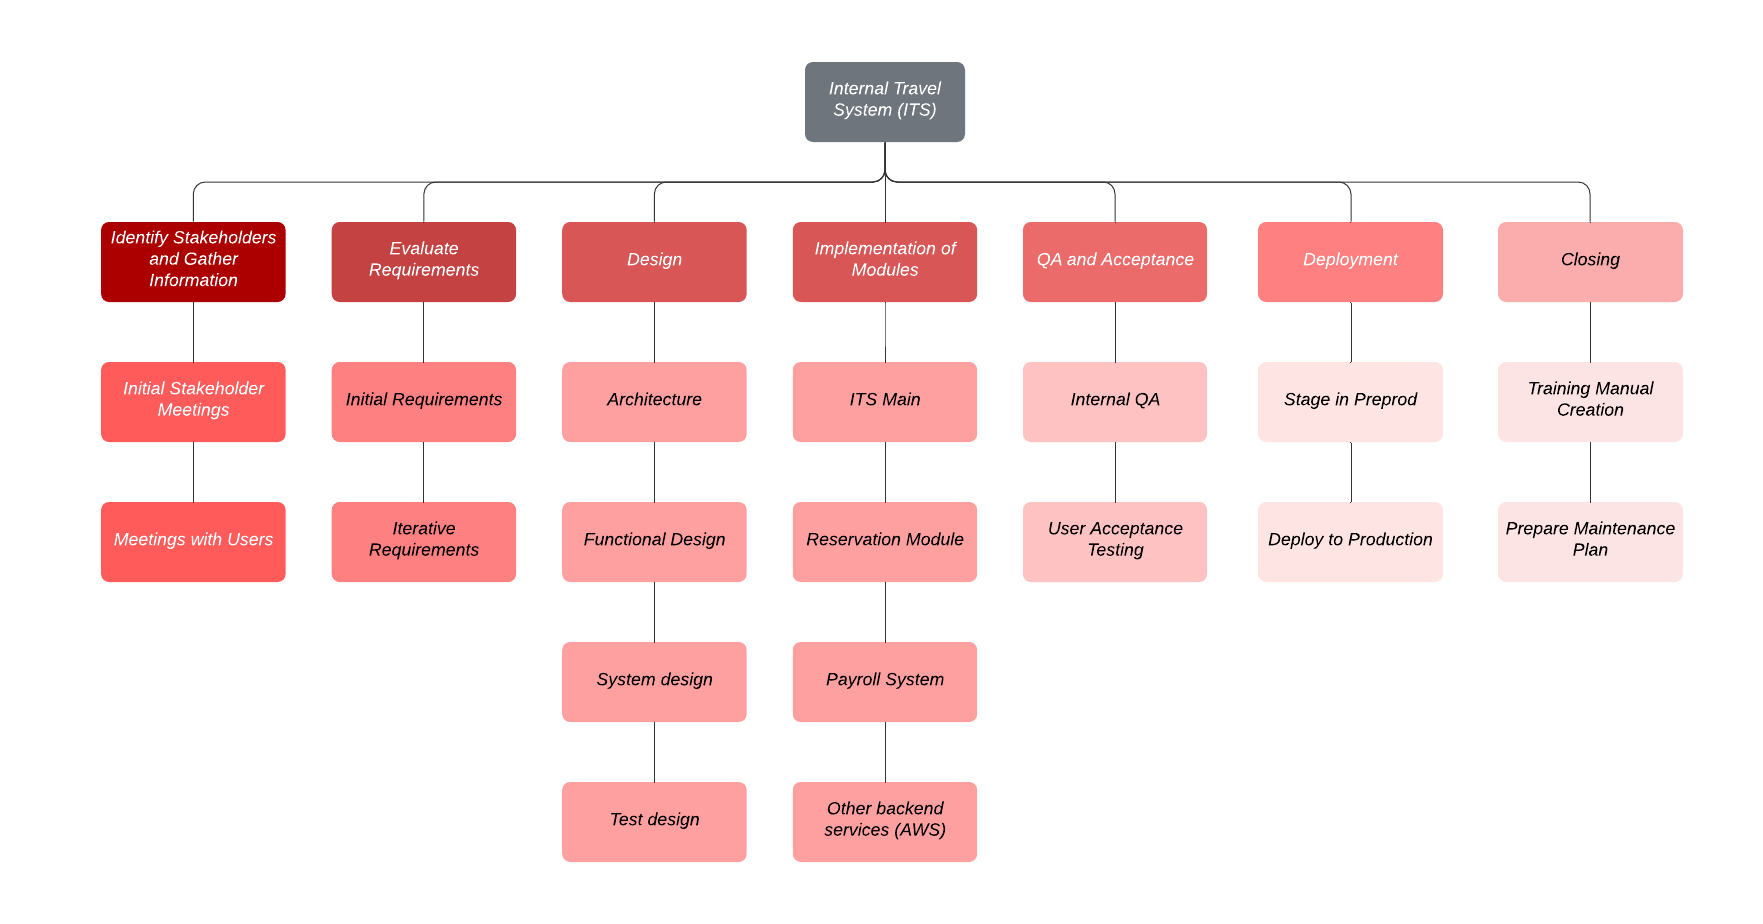 Internal Travel
System (ITS)
Identify Stakeholders
and Gather
Information
Evaluate
Requirements
Design
Implementation of
Modules
QA and Acceptance
Deployment
Closing
Initial Stakeholder
Meetings
Initial Requirements
Architecture
ITS Main
Internal QA
Stage in Preprod
Training Manual
Creation
Meetings with Users
Iterative
Requirements
Functional Design
Reservation Module
User Acceptance
Testing
Deploy to Production
Prepare Maintenance
Plan
System design
Payroll System
Test design
Other backend
services (AWS)